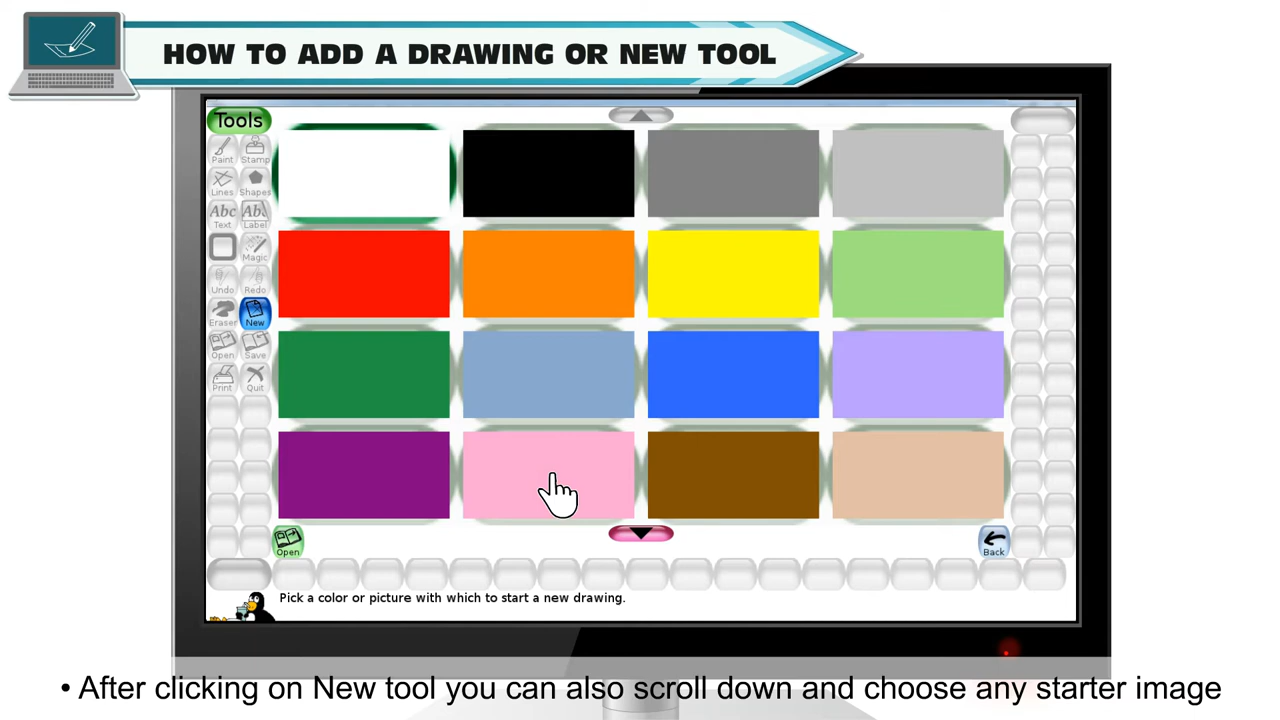 HOW TO ADD A DRAWING OR NEW TOOL
Tools
Paint Stamp
Lines Shapes
Abc Abc
Text Label
Magic
Undo Redo
Eraser New
Open Save
Print Quit
Open
Back
Pick a color or picture with which to start a new drawing.
• After clicking on New tool you can also scroll down and choose any starter image